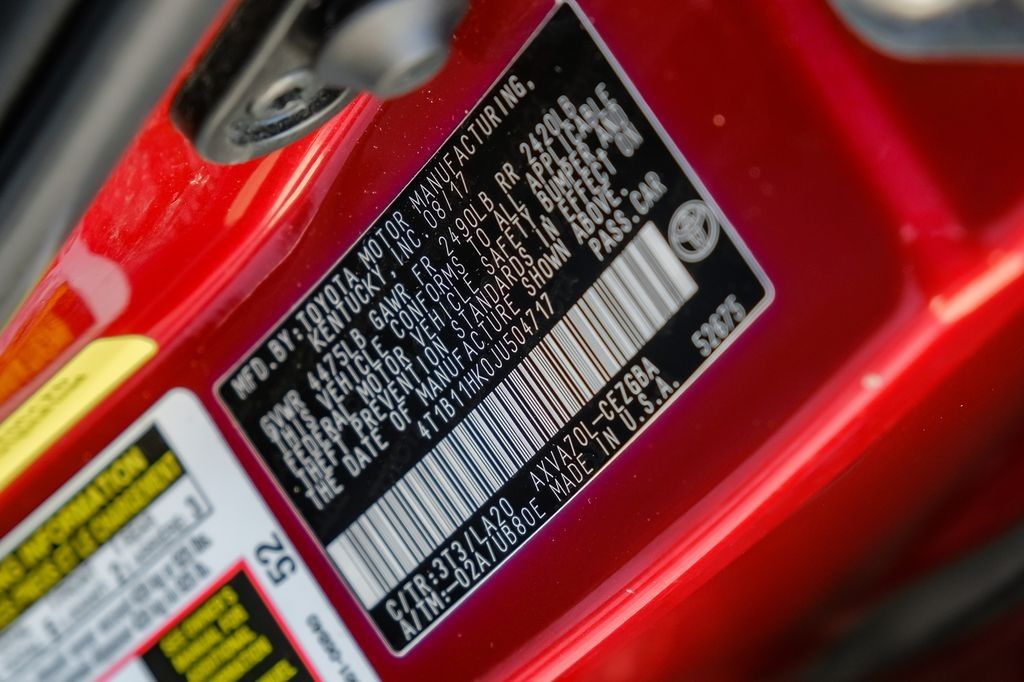 MFD.BY:TOYOTA MOTOR MANUFACTURING,
KENTUCKY,INC. 08/17
GVWR 4475LB GAWR FR 2490LB RR 2420LB
THIS VEHICLE CONFORMS TO ALL APPLICABLE
FEDERAL MOTOR VEHICLE SAFETY, BUMPER,AND
THEFT PREVENTION STANDARDS IN EFFECT ON
THE DATE OF MANUFACTURE SHOWN ABOVE.
4T1B11HK0JU504717 PASS.CAR
C/TR:3T3/LA20 AXVA70L-CEZGBA 52675
A/TM:-02A/UB80E MADE IN U.S.A.
INFORMATION
52